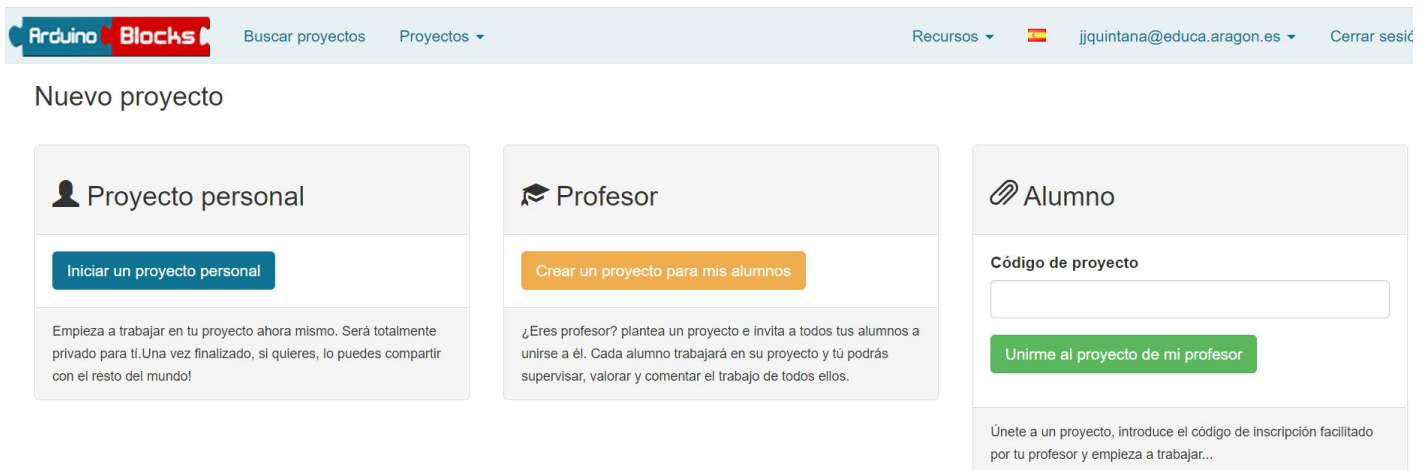 Arduino Blocks Buscar proyectos Proyectos Recursos jjquintana@educa.aragon.es Cerrar sesió
Nuevo proyecto
Proyecto personal
Iniciar un proyecto personal
Empieza a trabajar en tu proyecto ahora mismo. Será totalmente
privado para tí.Una vez finalizado, si quieres, lo puedes compartir
con el resto del mundo!
Profesor
Crear un proyecto para mis alumnos
¿Eres profesor? plantea un proyecto e invita a todos tus alumnos a
unirse a él. Cada alumno trabajará en su proyecto y tú podrás
supervisar, valorar y comentar el trabajo de todos ellos.
Alumno
Código de proyecto
Unirme al proyecto de mi profesor
Únete a un proyecto, introduce el código de inscripción facilitado
por tu profesor y empieza a trabajar...